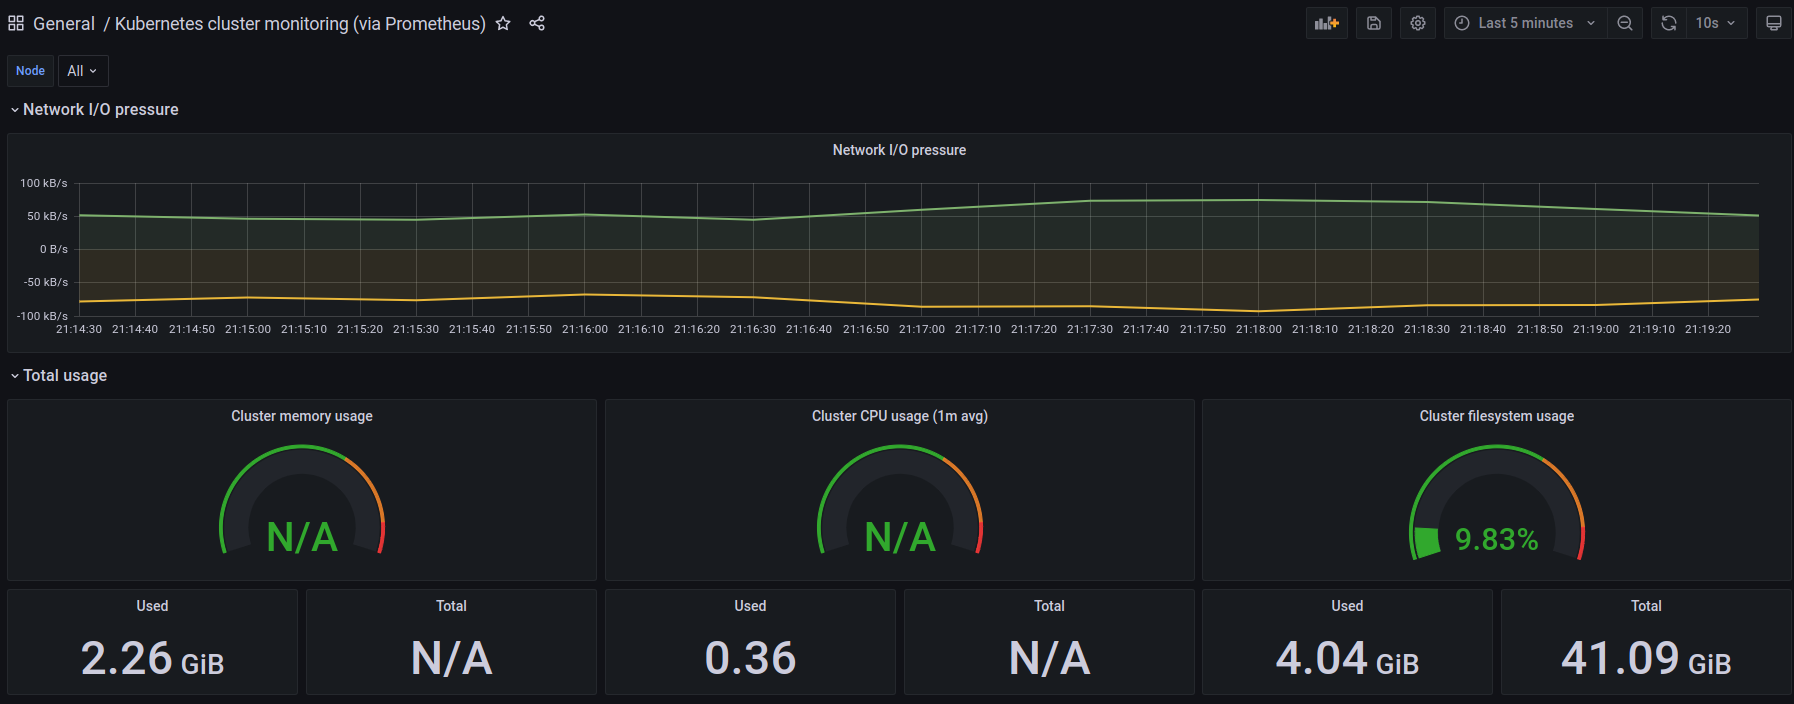 General / Kubernetes cluster monitoring (via Prometheus)
Last 5 minutes
10s
Node
All
Network I/O pressure
Network I/O pressure
100 kB/s
50 kB/s
0 B/s
-50 kB/s
-100 kB/s
21:14:30 21:14:40 21:14:50 21:15:00 21:15:10 21:15:20 21:15:30 21:15:40 21:15:50 21:16:00 21:16:10 21:16:20 21:16:30 21:16:40 21:16:50 21:17:00 21:17:10 21:17:20 21:17:30 21:17:40 21:17:50 21:18:00 21:18:10 21:18:20 21:18:30 21:18:40 21:18:50 21:19:00 21:19:10 21:19:20
Total usage
Cluster memory usage
N/A
Cluster CPU usage (1m avg)
N/A
Cluster filesystem usage
9.83%
Used
2.26 GiB
Total
N/A
Used
0.36
Total
N/A
Used
4.04 GiB
Total
41.09 GiB